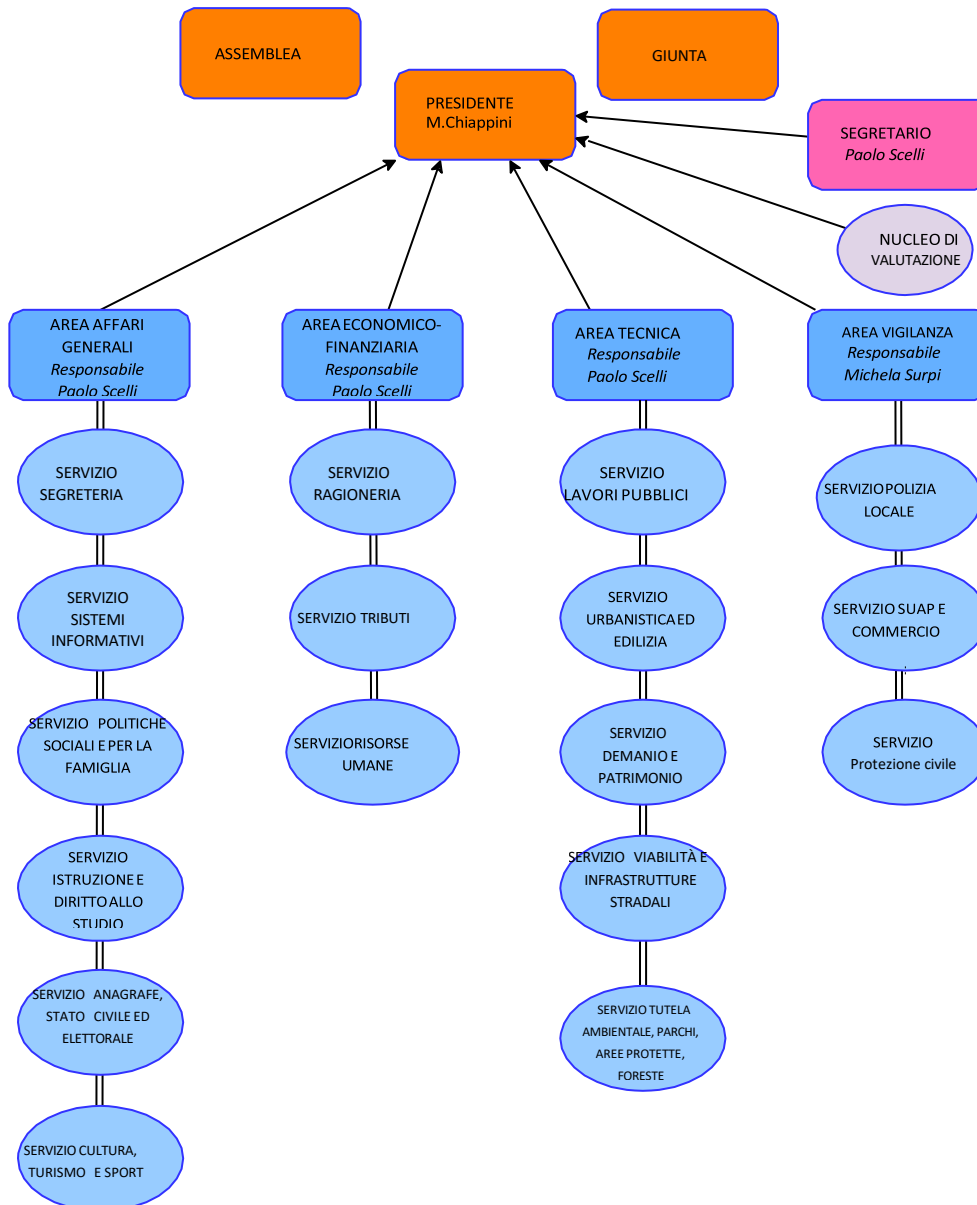 ASSEMBLEA
GIUNTA
PRESIDENTE
M.Chiappini
SEGRETARIO
Paolo Scelli
NUCLEO DI
VALUTAZIONE
AREA AFFARI
GENERALI
Responsabile
Paolo Scelli
AREA ECONOMICO-
FINANZIARIA
Responsabile
Paolo Scelli
AREA TECNICA
Responsabile
Paolo Scelli
AREA VIGILANZA
Responsabile
Michela Surpi
SERVIZIO
SEGRETERIA
SERVIZIO
SISTEMI
INFORMATIVI
SERVIZIO POLITICHE
SOCIALI E PER LA
FAMIGLIA
SERVIZIO
ISTRUZIONE E
DIRITTO ALLO
STUDIO
SERVIZIO ANAGRAFE,
STATO CIVILE ED
ELETTORALE
SERVIZIO CULTURA,
TURISMO E SPORT
SERVIZIO
RAGIONERIA
SERVIZIO TRIBUTI
SERVIZIO RISORSE
UMANE
SERVIZIO
LAVORI PUBBLICI
SERVIZIO
URBANISTICA ED
EDILIZIA
SERVIZIO
DEMANIO E
PATRIMONIO
SERVIZIO VIABILITÀ E
INFRASTRUTTURE
STRADALI
SERVIZIO TUTELA
AMBIENTALE, PARCHI,
AREE PROTETTE,
FORESTE
SERVIZIO POLIZIA
LOCALE
SERVIZIO SUAP E
COMMERCIO
SERVIZIO
Protezione civile